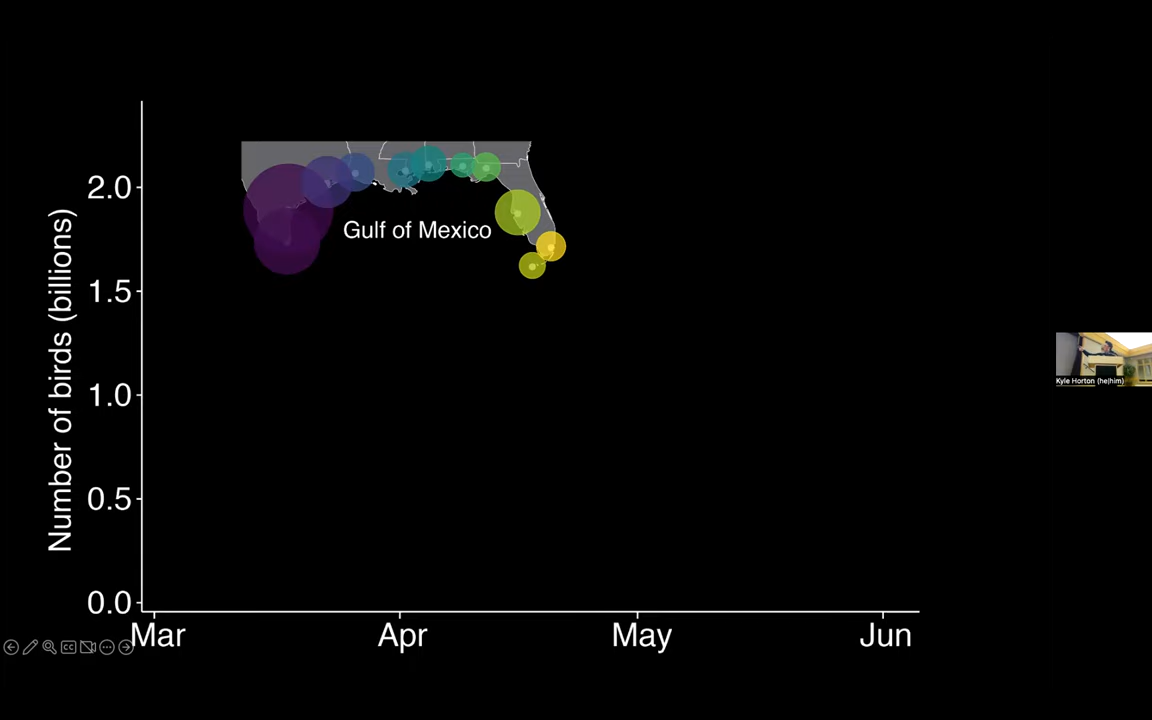 Number of birds (billions)
2.0
1.5
1.0
0.5
0.0
Gulf of Mexico
Mar
Apr
May
Jun
Kyle Horton (he|him)
CC